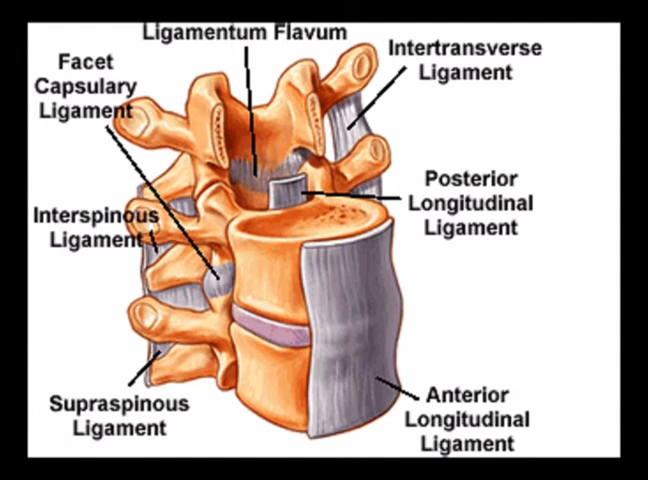 Ligamentum Flavum
Facet
Capsulary
Ligament
Intertransverse
Ligament
Posterior
Longitudinal
Ligament
Interspinous
Ligament
Supraspinous
Ligament
Anterior
Longitudinal
Ligament